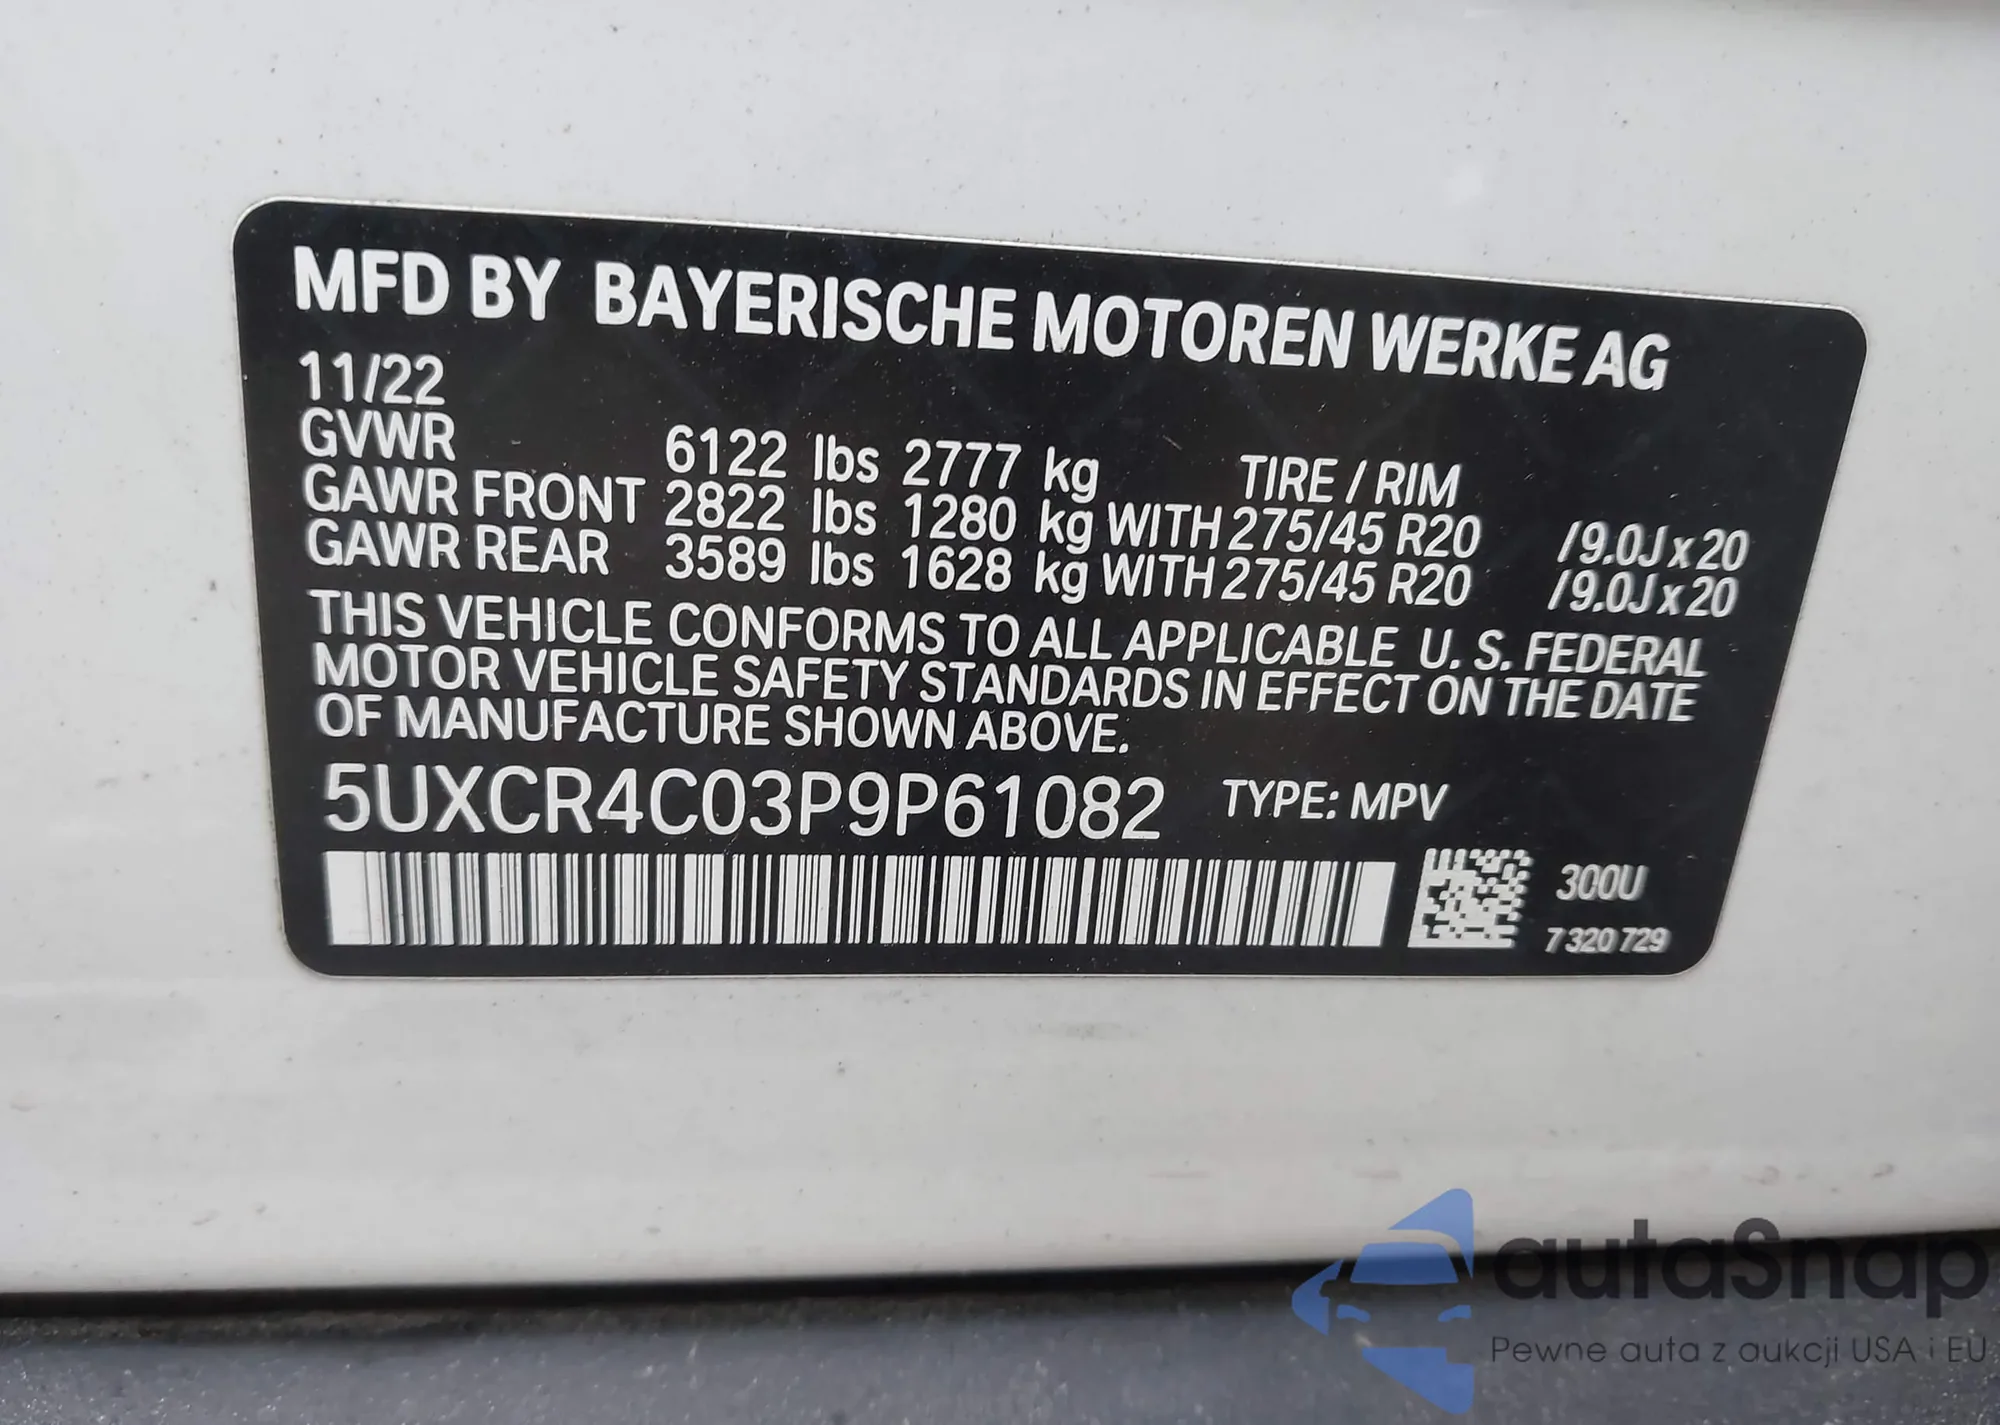 MFD BY BAYERISCHE MOTOREN WERKE AG
11/22
GVWR 6122 lbs 2777 kg TIRE / RIM
GAWR FRONT 2822 lbs 1280 kg WITH 275/45 R20 /9.0J x 20
GAWR REAR 3589 lbs 1628 kg WITH 275/45 R20 /9.0J x 20
THIS VEHICLE CONFORMS TO ALL APPLICABLE U. S. FEDERAL
MOTOR VEHICLE SAFETY STANDARDS IN EFFECT ON THE DATE
OF MANUFACTURE SHOWN ABOVE.
5UXCR4C03P9P61082 TYPE: MPV
300U
7 320 729
autaSnap
Pewne auta z aukcji USA i EU